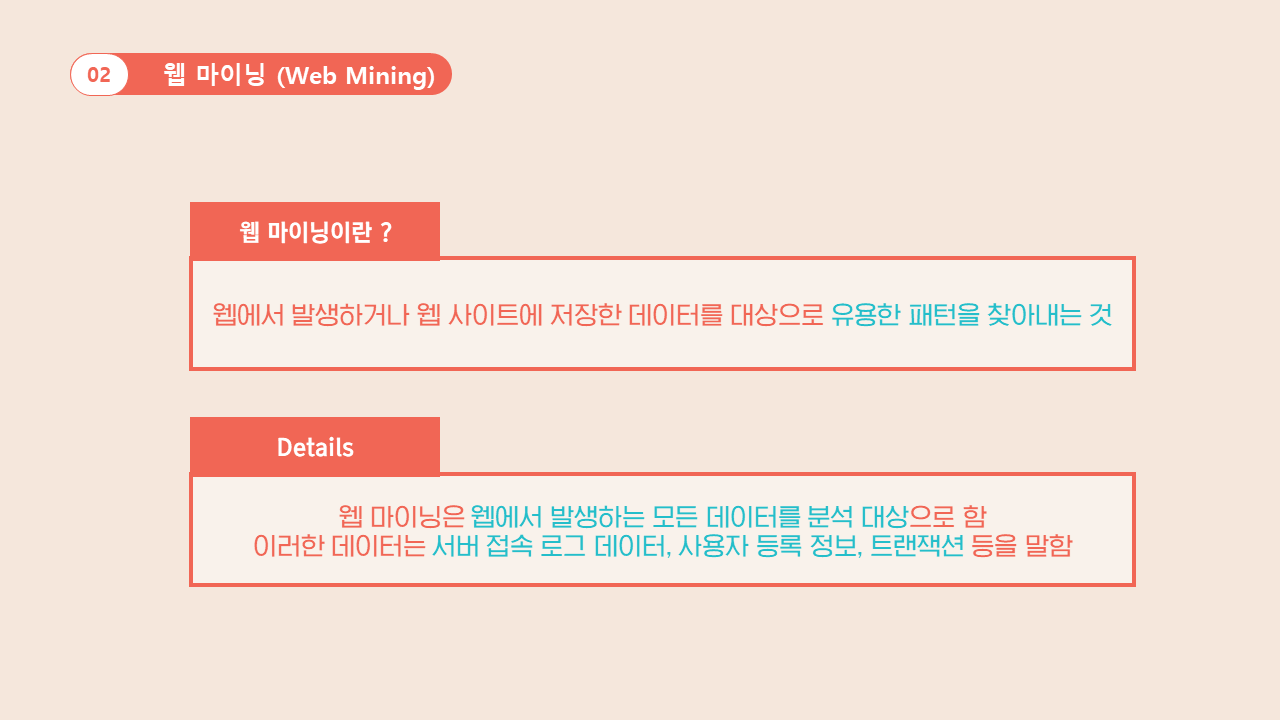 02 웹 마이닝 (Web Mining)
웹 마이닝이란 ?
웹에서 발생하거나 웹 사이트에 저장한 데이터를 대상으로 유용한 패턴을 찾아내는 것
Details
웹 마이닝은 웹에서 발생하는 모든 데이터를 분석 대상으로 함
이러한 데이터는 서버 접속 로그 데이터, 사용자 등록 정보, 트랜잭션 등을 말함